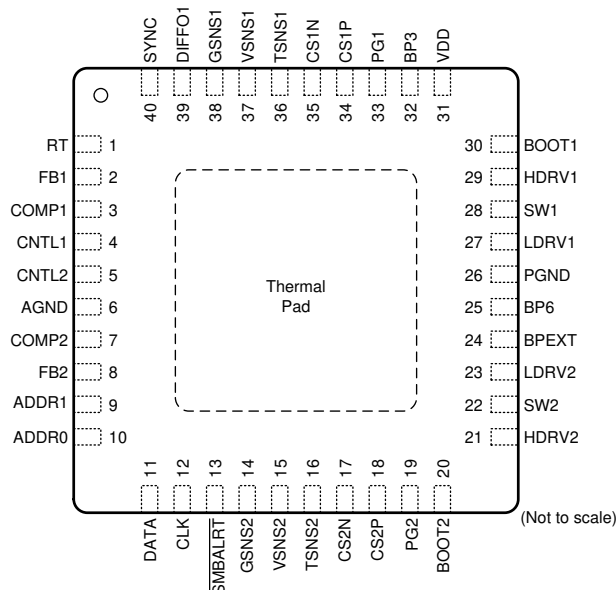 SYNC
DIFFO1
GSNS1
VSNS1
TSNS1
CS1N
CS1P
PG1
BP3
VDD
40
39
38
37
36
35
34
33
32
31
RT 1
FB1 2
COMP1 3
CNTL1 4
CNTL2 5
AGND 6
COMP2 7
FB2 8
ADDR1 9
ADDR0 10
Thermal
Pad
30 BOOT1
29 HDRV1
28 SW1
27 LDRV1
26 PGND
25 BP6
24 BPEXT
23 LDRV2
22 SW2
21 HDRV2
11
12
13
14
15
16
17
18
19
20
DATA
CLK
SMBALRT
GSNS2
VSNS2
TSNS2
CS2N
CS2P
PG2
BOOT2
(Not to scale)